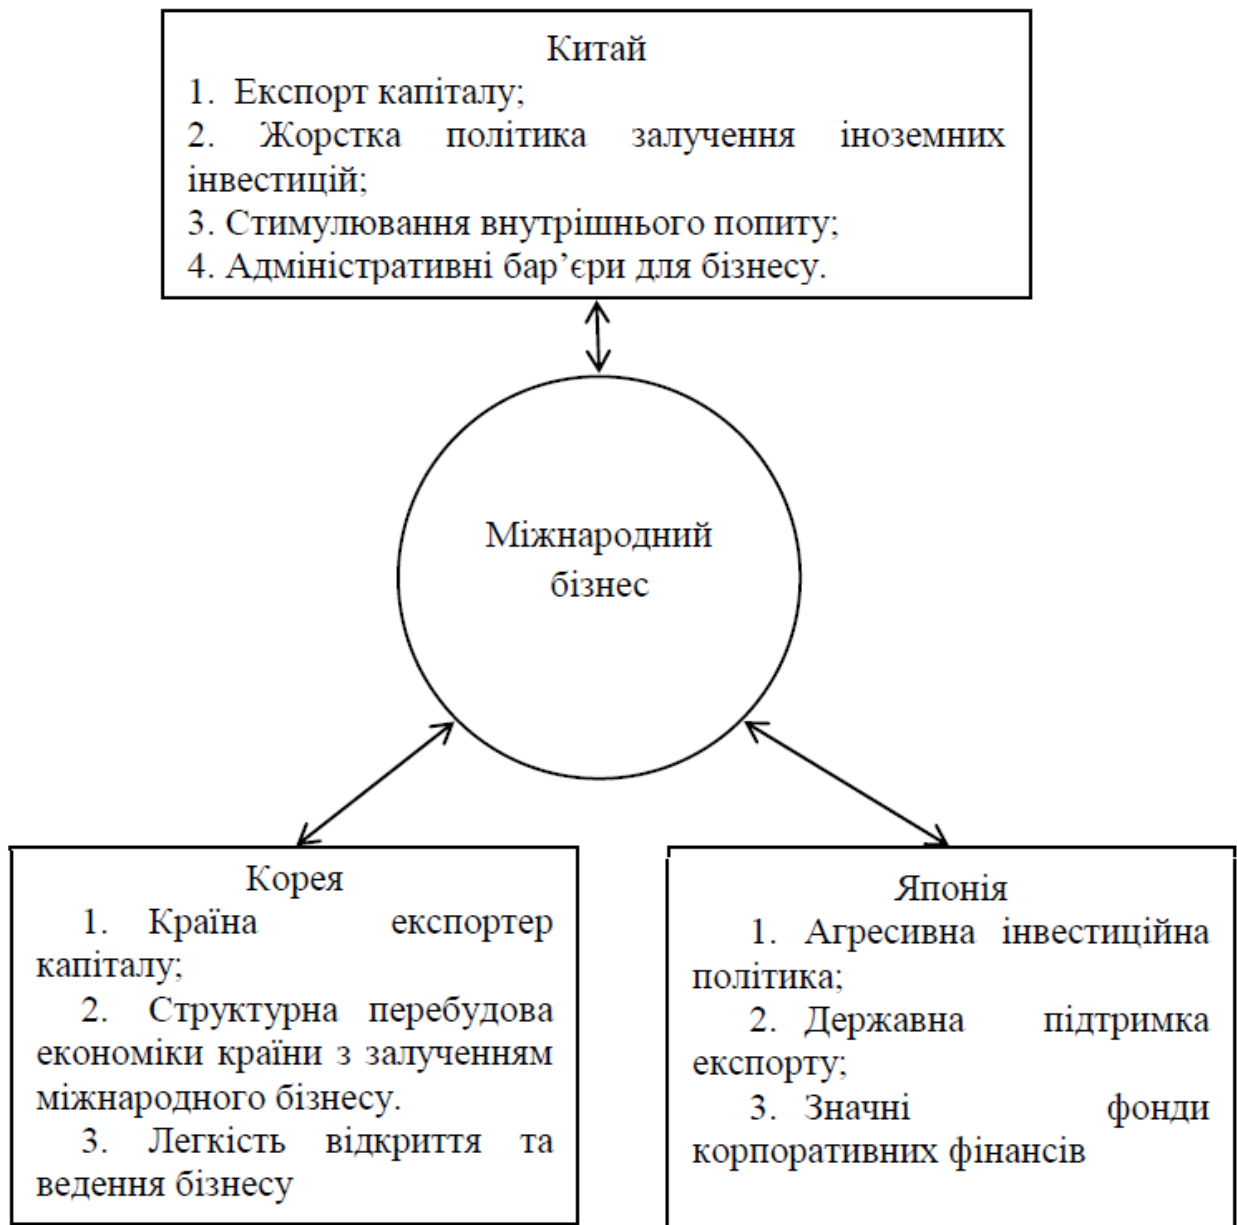 Китай
1. Експорт капіталу;
2. Жорстка політика залучення іноземних
інвестицій;
3. Стимулювання внутрішнього попиту;
4. Адміністративні бар’єри для бізнесу.
Міжнародний
бізнес
Корея
1. Країна експортер
капіталу;
2. Структурна перебудова
економіки країни з залученням
міжнародного бізнесу.
3. Легкість відкриття та
ведення бізнесу
Японія
1. Агресивна інвестиційна
політика;
2. Державна підтримка
експорту;
3. Значні фонди
корпоративних фінансів